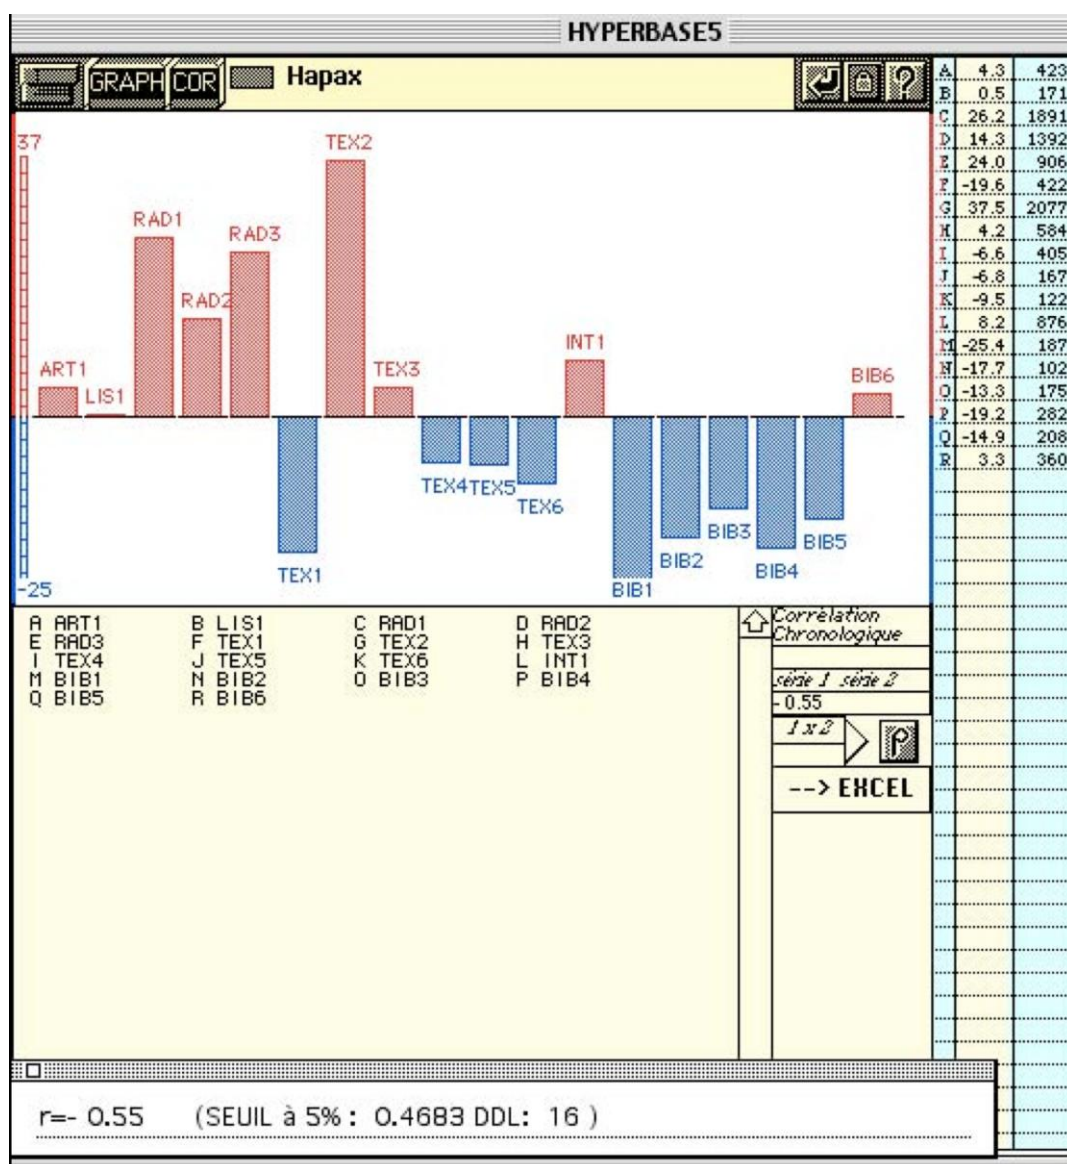 HYPERBASE5
GRAPH COR Hapax ?
37
TEX2
RAD1
RAD3
RAD2
INT1
ART1
TEX3
BIB6
LIS1
TEX4 TEX5
TEX6
BIB3
BIB5
BIB2
TEX1
BIB4
-25
BIB1
A 4.3 423
B 0.5 171
C 26.2 1891
D 14.3 1392
E 24.0 906
F -19.6 422
G 37.5 2077
H 4.2 584
I -6.6 405
J -6.8 167
K -9.5 122
L 8.2 876
M -25.4 187
N -17.7 102
O -13.3 175
P -19.2 282
Q -14.9 208
R 3.3 360
A ART1 B LIS1 C RAD1 D RAD2
E RAD3 F TEX1 G TEX2 H TEX3
I TEX4 J TEX5 K TEX6 L INT1
M BIB1 N BIB2 O BIB3 P BIB4
Q BIB5 R BIB6
Corrélation
Chronologique
série 1 série 2
- 0.55
1 x 2
P
--> EXCEL
r=- 0.55 (SEUIL à 5% : 0.4683 DDL: 16 )